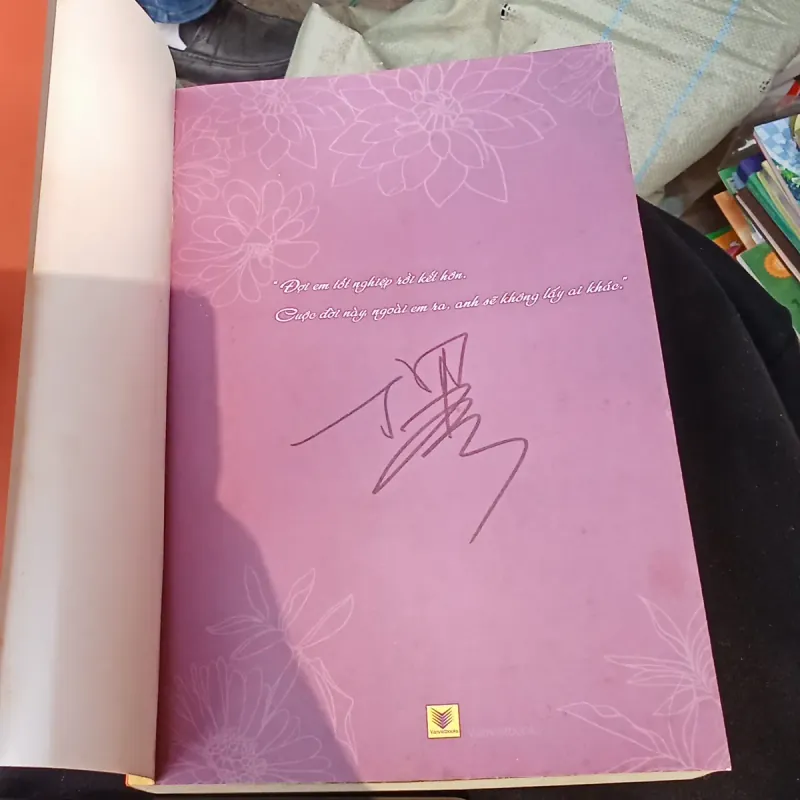 "Đợi em tốt nghiệp rồi kết hôn.
Cuộc đời này, ngoài em ra, anh sẽ không lấy ai khác."